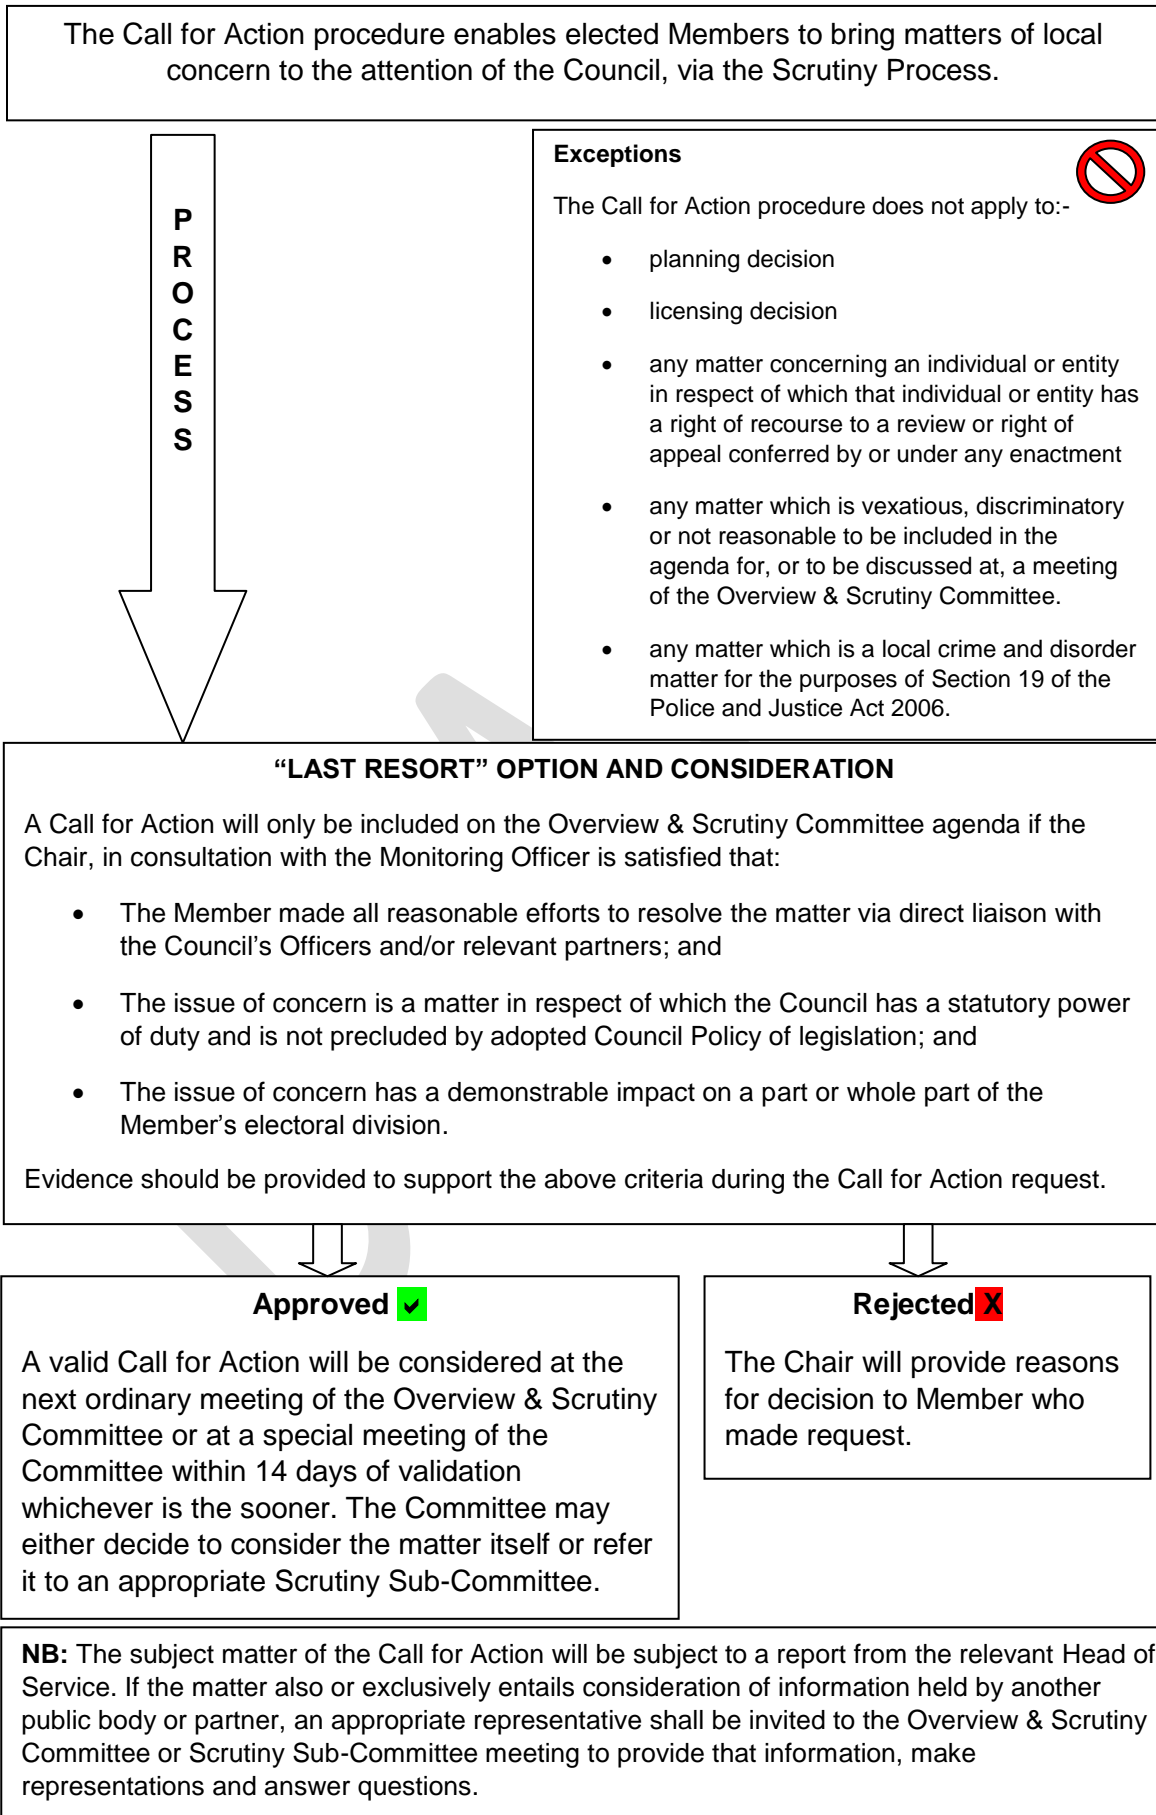 The Call for Action procedure enables elected Members to bring matters of local
concern to the attention of the Council, via the Scrutiny Process.
P
R
O
C
E
S
S
Exceptions
The Call for Action procedure does not apply to:-
• planning decision
• licensing decision
• any matter concerning an individual or entity
in respect of which that individual or entity has
a right of recourse to a review or right of
appeal conferred by or under any enactment
• any matter which is vexatious, discriminatory
or not reasonable to be included in the
agenda for, or to be discussed at, a meeting
of the Overview & Scrutiny Committee.
• any matter which is a local crime and disorder
matter for the purposes of Section 19 of the
Police and Justice Act 2006.
“LAST RESORT” OPTION AND CONSIDERATION
A Call for Action will only be included on the Overview & Scrutiny Committee agenda if the
Chair, in consultation with the Monitoring Officer is satisfied that:
• The Member made all reasonable efforts to resolve the matter via direct liaison with
the Council’s Officers and/or relevant partners; and
• The issue of concern is a matter in respect of which the Council has a statutory power
of duty and is not precluded by adopted Council Policy of legislation; and
• The issue of concern has a demonstrable impact on a part or whole part of the
Member’s electoral division.
Evidence should be provided to support the above criteria during the Call for Action request.
Approved
A valid Call for Action will be considered at the
next ordinary meeting of the Overview & Scrutiny
Committee or at a special meeting of the
Committee within 14 days of validation
whichever is the sooner. The Committee may
either decide to consider the matter itself or refer
it to an appropriate Scrutiny Sub-Committee.
Rejected X
The Chair will provide reasons
for decision to Member who
made request.
NB: The subject matter of the Call for Action will be subject to a report from the relevant Head of
Service. If the matter also or exclusively entails consideration of information held by another
public body or partner, an appropriate representative shall be invited to the Overview & Scrutiny
Committee or Scrutiny Sub-Committee meeting to provide that information, make
representations and answer questions.